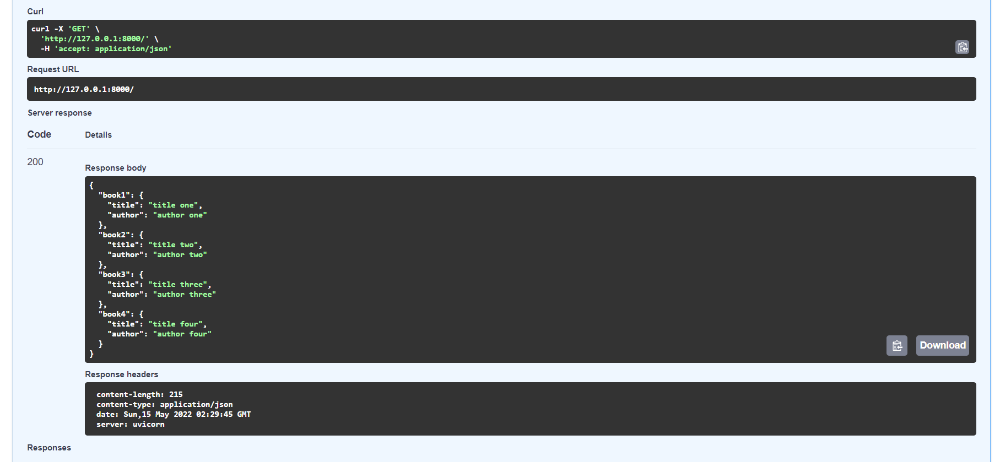 Curl
curl -X 'GET' \
  'http://127.0.0.1:8000/' \
  -H 'accept: application/json'
Request URL
http://127.0.0.1:8000/
Server response
Code Details
200
Response body
{
  "book1": {
    "title": "title one",
    "author": "author one"
  },
  "book2": {
    "title": "title two",
    "author": "author two"
  },
  "book3": {
    "title": "title three",
    "author": "author three"
  },
  "book4": {
    "title": "title four",
    "author": "author four"
  }
}
Download
Response headers
content-length: 215
content-type: application/json
date: Sun,15 May 2022 02:29:45 GMT
server: uvicorn
Responses